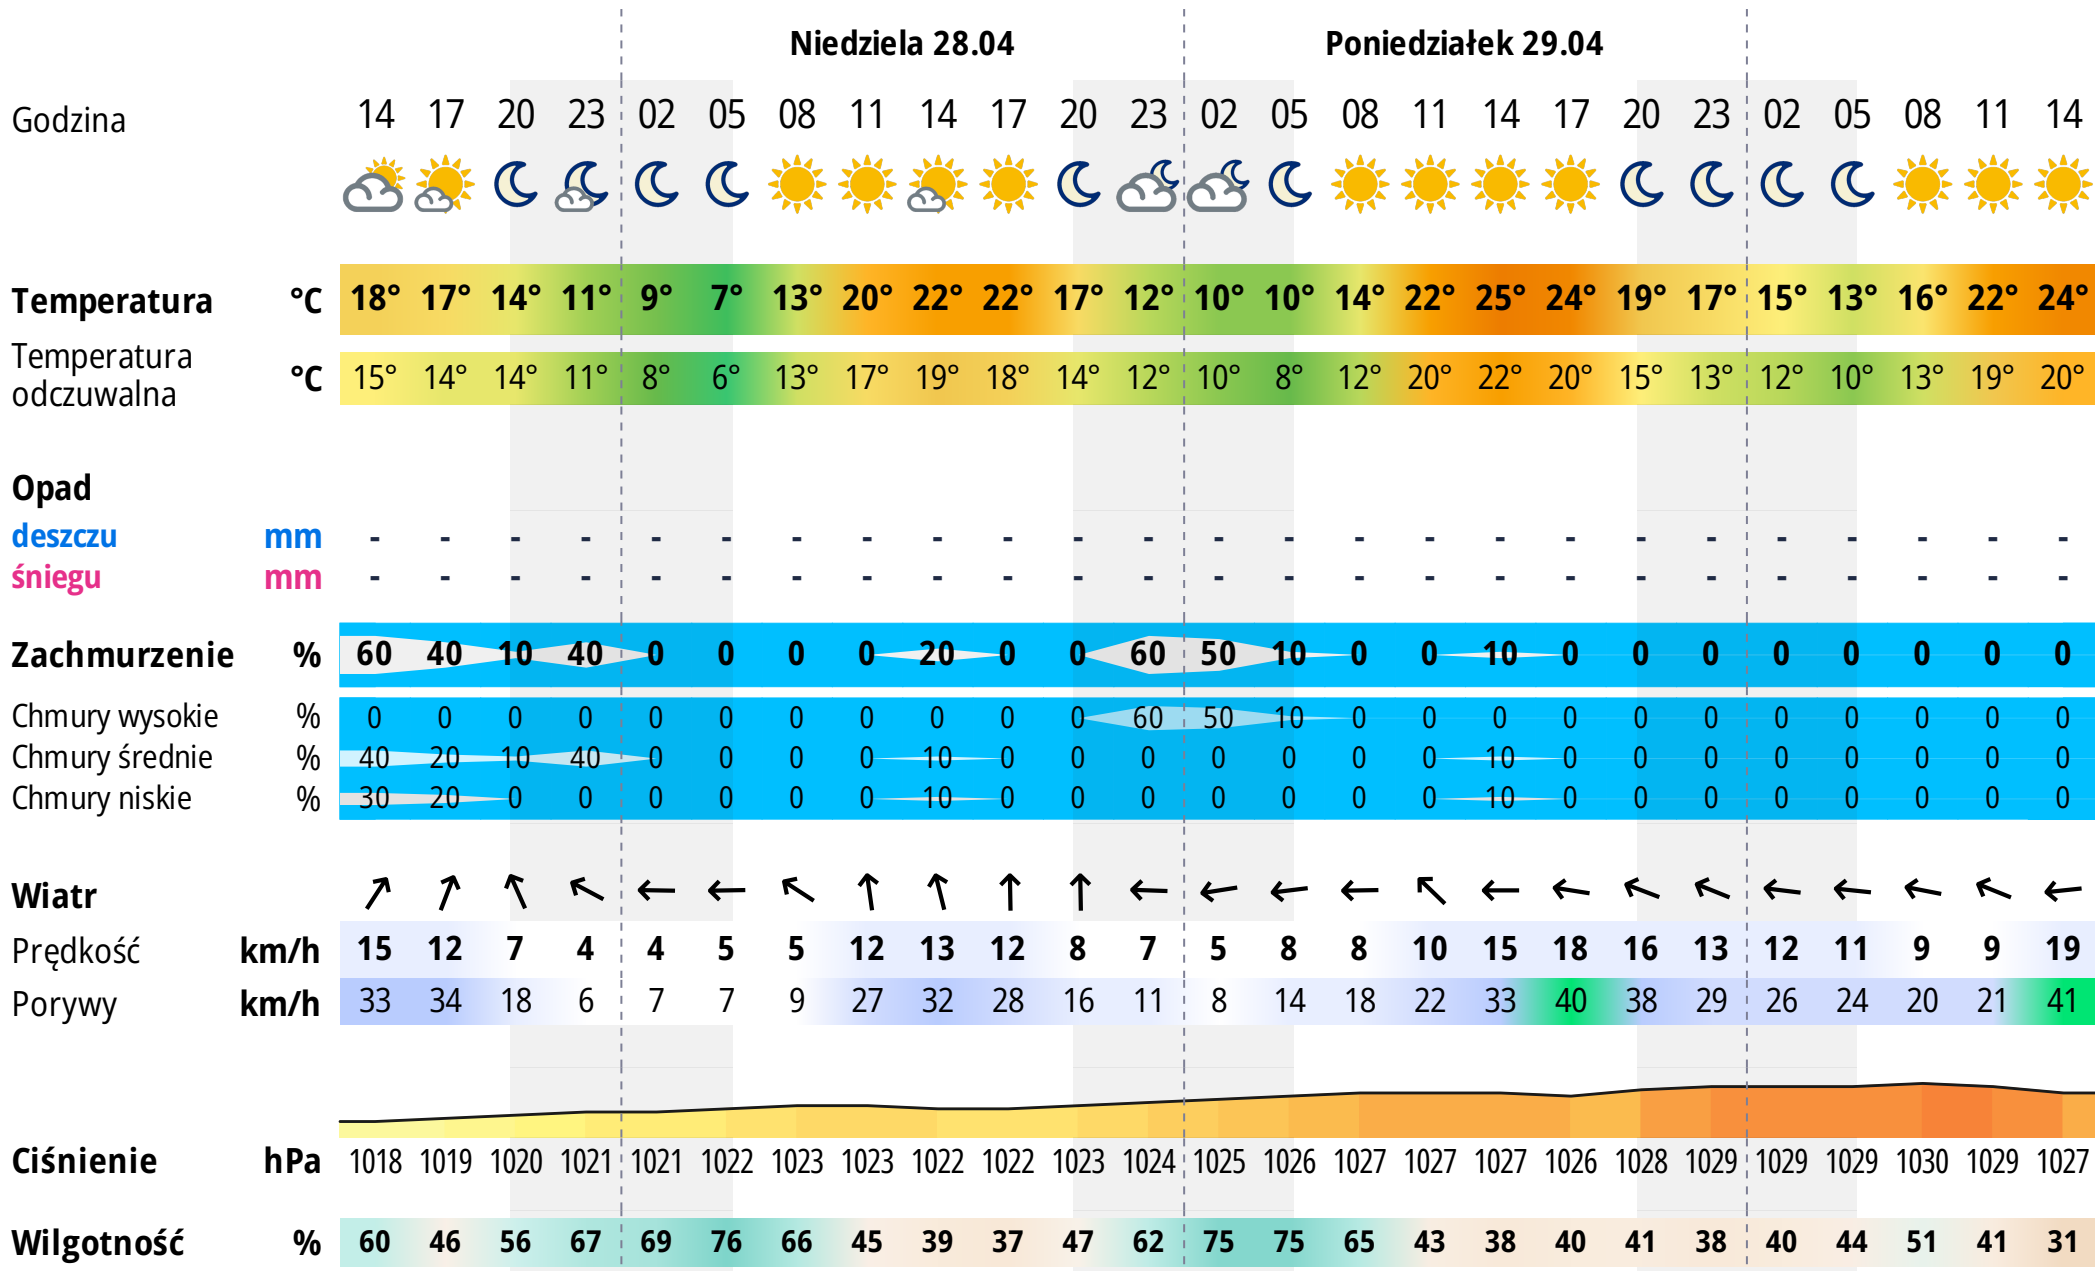 Niedziela 28.04 Poniedziałek 29.04
Godzina 14 17 20 23 02 05 08 11 14 17 20 23 02 05 08 11 14 17 20 23 02 05 08 11 14
Temperatura °C 18° 17° 14° 11° 9° 7° 13° 20° 22° 22° 17° 12° 10° 10° 14° 22° 25° 24° 19° 17° 15° 13° 16° 22° 24°
Temperatura
odczuwalna °C 15° 14° 14° 11° 8° 6° 13° 17° 19° 18° 14° 12° 10° 8° 12° 20° 22° 20° 15° 13° 12° 10° 13° 19° 20°
Opad
deszczu mm - - - - - - - - - - - - - - - - - - - - - - - - -
śniegu mm - - - - - - - - - - - - - - - - - - - - - - - - -
Zachmurzenie % 60 40 10 40 0 0 0 0 20 0 0 60 50 10 0 0 10 0 0 0 0 0 0 0 0
Chmury wysokie % 0 0 0 0 0 0 0 0 0 0 0 60 50 10 0 0 0 0 0 0 0 0 0 0 0
Chmury średnie % 40 20 10 40 0 0 0 0 10 0 0 0 0 0 0 0 10 0 0 0 0 0 0 0 0
Chmury niskie % 30 20 0 0 0 0 0 0 10 0 0 0 0 0 0 0 10 0 0 0 0 0 0 0 0
Wiatr
Prędkość km/h 15 12 7 4 4 5 5 12 13 12 8 7 5 8 8 10 15 18 16 13 12 11 9 9 19
Porywy km/h 33 34 18 6 7 7 9 27 32 28 16 11 8 14 18 22 33 40 38 29 26 24 20 21 41
Ciśnienie hPa 1018 1019 1020 1021 1021 1022 1023 1023 1022 1022 1023 1024 1025 1026 1027 1027 1027 1026 1028 1029 1029 1029 1030 1029 1027
Wilgotność % 60 46 56 67 69 76 66 45 39 37 47 62 75 75 65 43 38 40 41 38 40 44 51 41 31